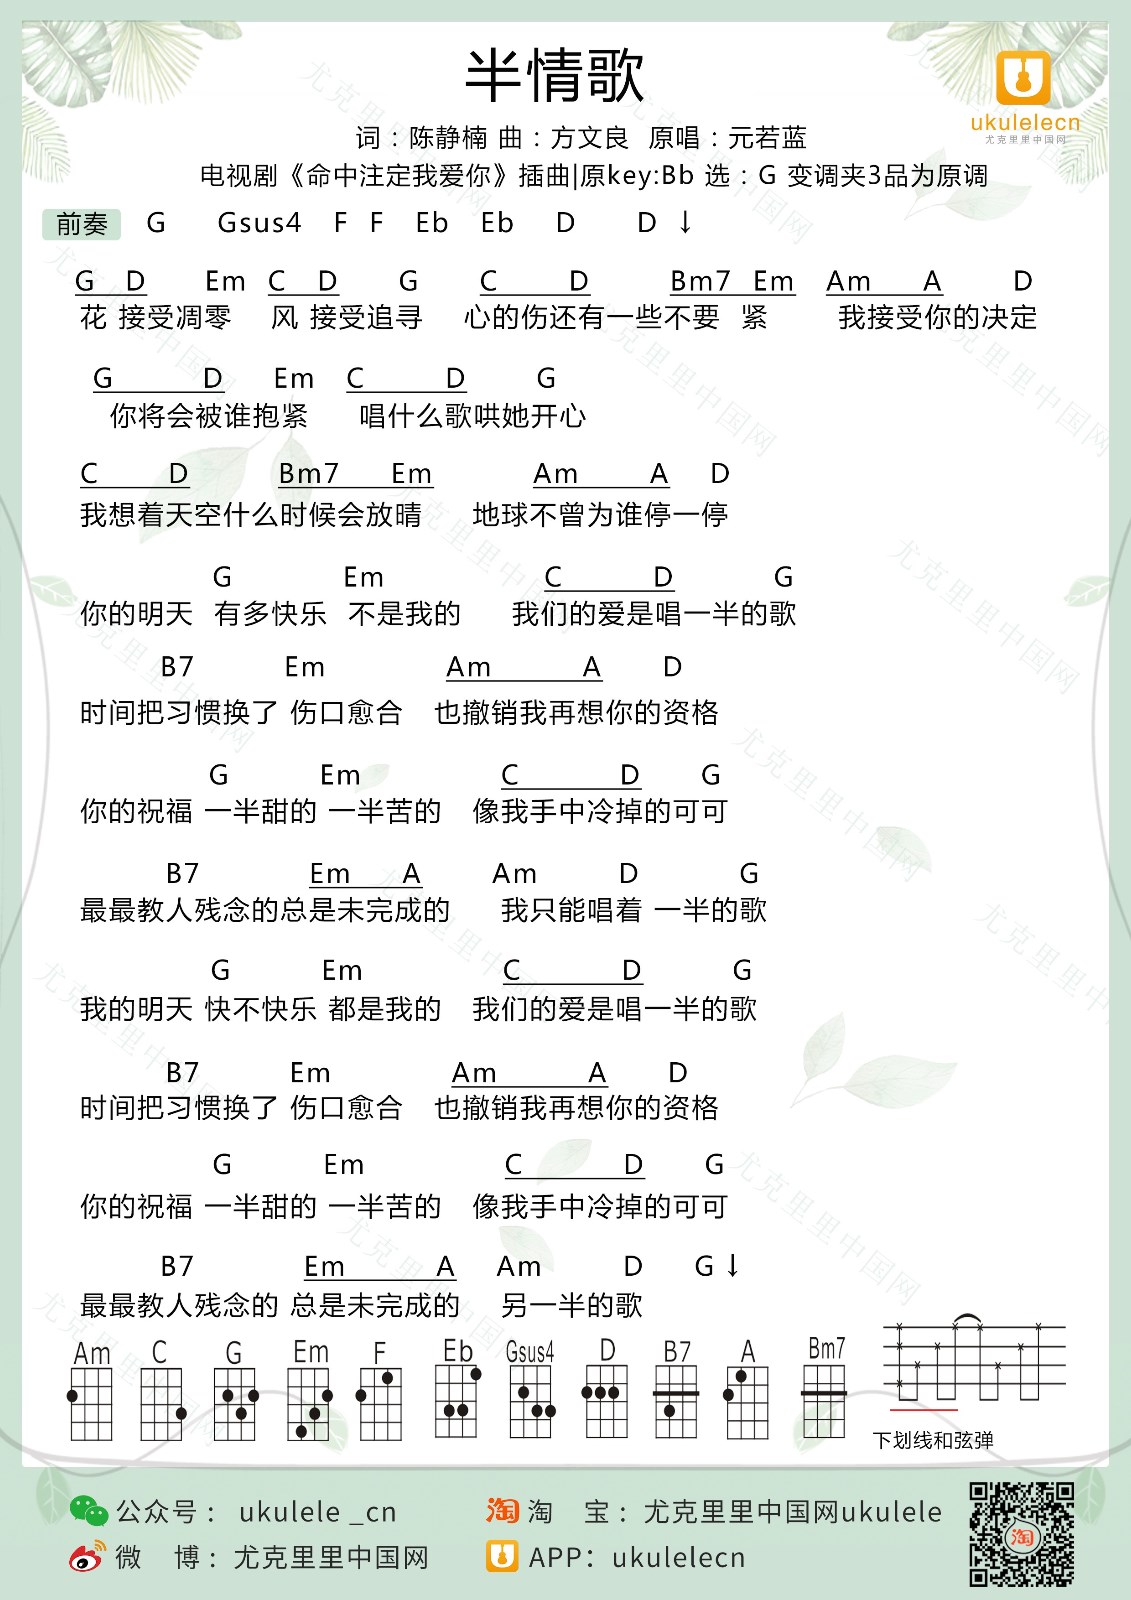 半情歌
ukulelecn
尤克里里中国网
词：陈静楠 曲：方文良 原唱：元若蓝
电视剧《命中注定我爱你》插曲|原key:Bb 选：G 变调夹3品为原调
前奏 G Gsus4 F F Eb Eb D D ↓
G D Em C D G C D Bm7 Em Am A D
花 接受凋零 风 接受追寻 心的伤还有一些不要 紧 我接受你的决定
G D Em C D G
你将会被谁抱紧 唱什么歌哄她开心
C D Bm7 Em Am A D
我想着天空什么时候会放晴 地球不曾为谁停一停
G Em C D G
你的明天 有多快乐 不是我的 我们的爱是唱一半的歌
B7 Em Am A D
时间把习惯换了 伤口愈合 也撤销我再想你的资格
G Em C D G
你的祝福 一半甜的 一半苦的 像我手中冷掉的可可
B7 Em A Am D G
最最教人残念的总是未完成的 我只能唱着 一半的歌
G Em C D G
我的明天 快不快乐 都是我的 我们的爱是唱一半的歌
B7 Em Am A D
时间把习惯换了 伤口愈合 也撤销我再想你的资格
G Em C D G
你的祝福 一半甜的 一半苦的 像我手中冷掉的可可
B7 Em A Am D G ↓
最最教人残念的 总是未完成的 另一半的歌
Am C G Em F Eb Gsus4 D B7 A Bm7
下划线和弦弹
公众号： ukulele _cn
淘 淘 宝：尤克里里中国网ukulele
微 博：尤克里里中国网
APP：ukulelecn
淘